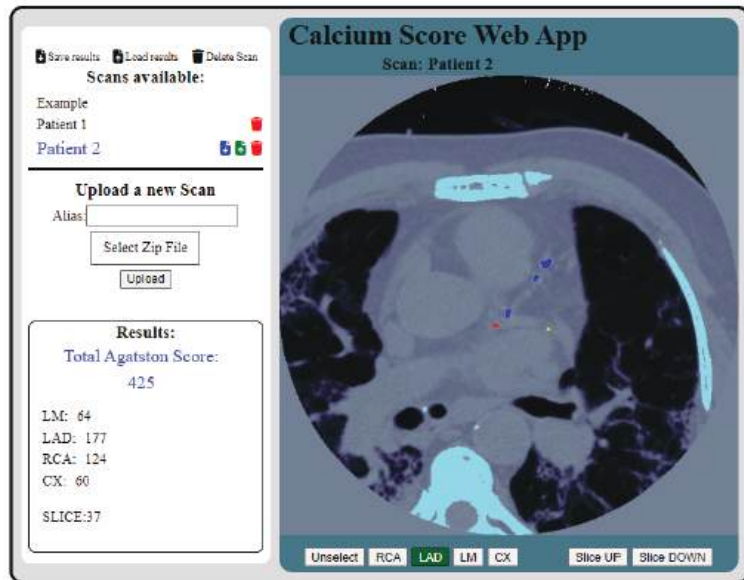 Save results Load results Delete Scan
Scans available:
Example
Patient 1
Patient 2
Upload a new Scan
Alias:
Select Zip File
Upload
Results:
Total Agatston Score:
425
LM: 64
LAD: 177
RCA: 124
CX: 60
SLICE:37
Calcium Score Web App
Scan: Patient 2
Unselect RCA LAD LM CX Slice UP Slice DOWN